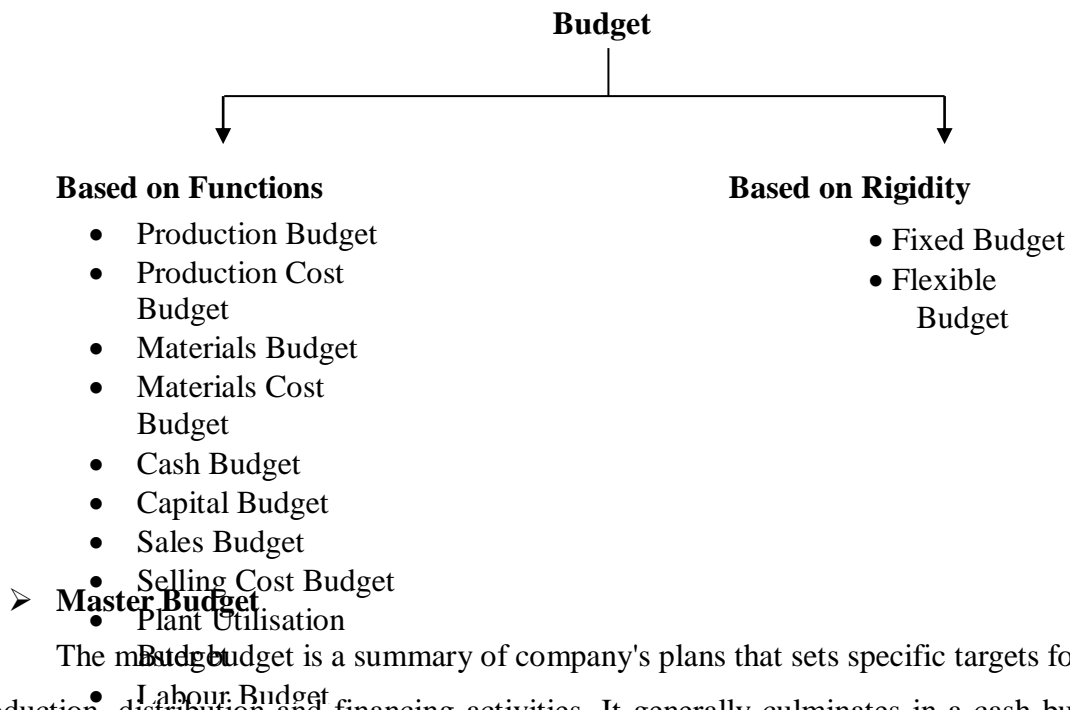 Budget
Based on Functions
• Production Budget
• Production Cost
Budget
• Materials Budget
• Materials Cost
Budget
• Cash Budget
• Capital Budget
• Sales Budget
• Selling Cost Budget
• Plant Utilisation
Budget
• Labour Budget
Based on Rigidity
• Fixed Budget
• Flexible
Budget
➢ Master Budget
The master budget is a summary of company's plans that sets specific targets
distribution and financing activities. It generally culminates in a cash